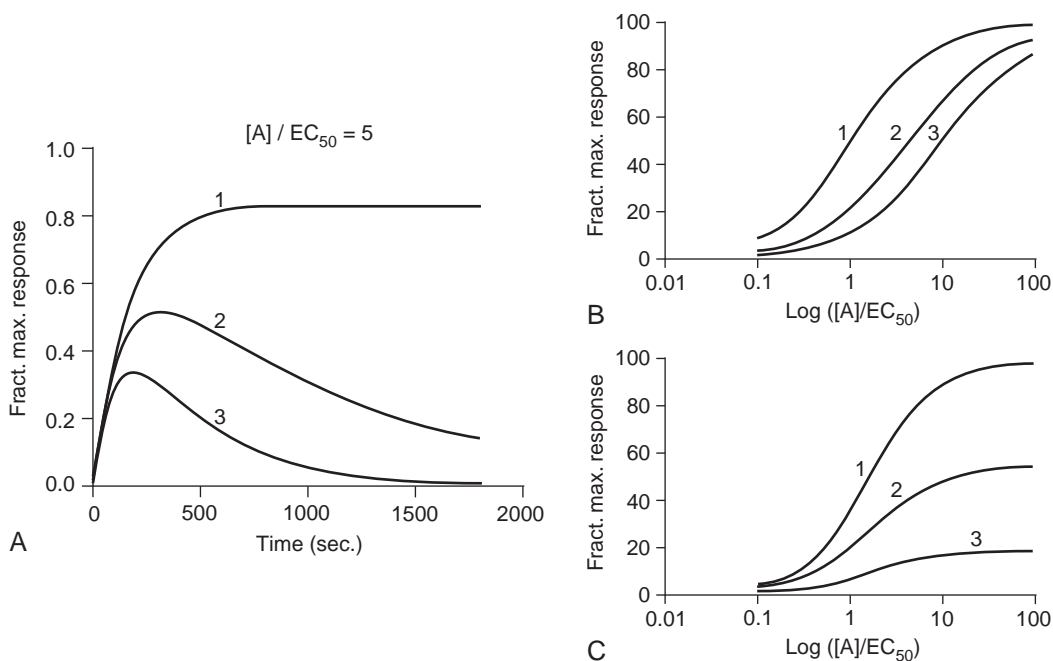 [A] / EC50 = 5
Fract. max. response
1.0
0.8
0.6
0.4
0.2
0.0
1
2
3
0 500 1000 1500 2000
Time (sec.)
A
Fract. max. response
100
80
60
40
20
0
1
2
3
0.01 0.1 1 10 100
Log ([A]/EC50)
B
Fract. max. response
100
80
60
40
20
0
1
2
3
0.01 0.1 1 10 100
Log ([A]/EC50)
C